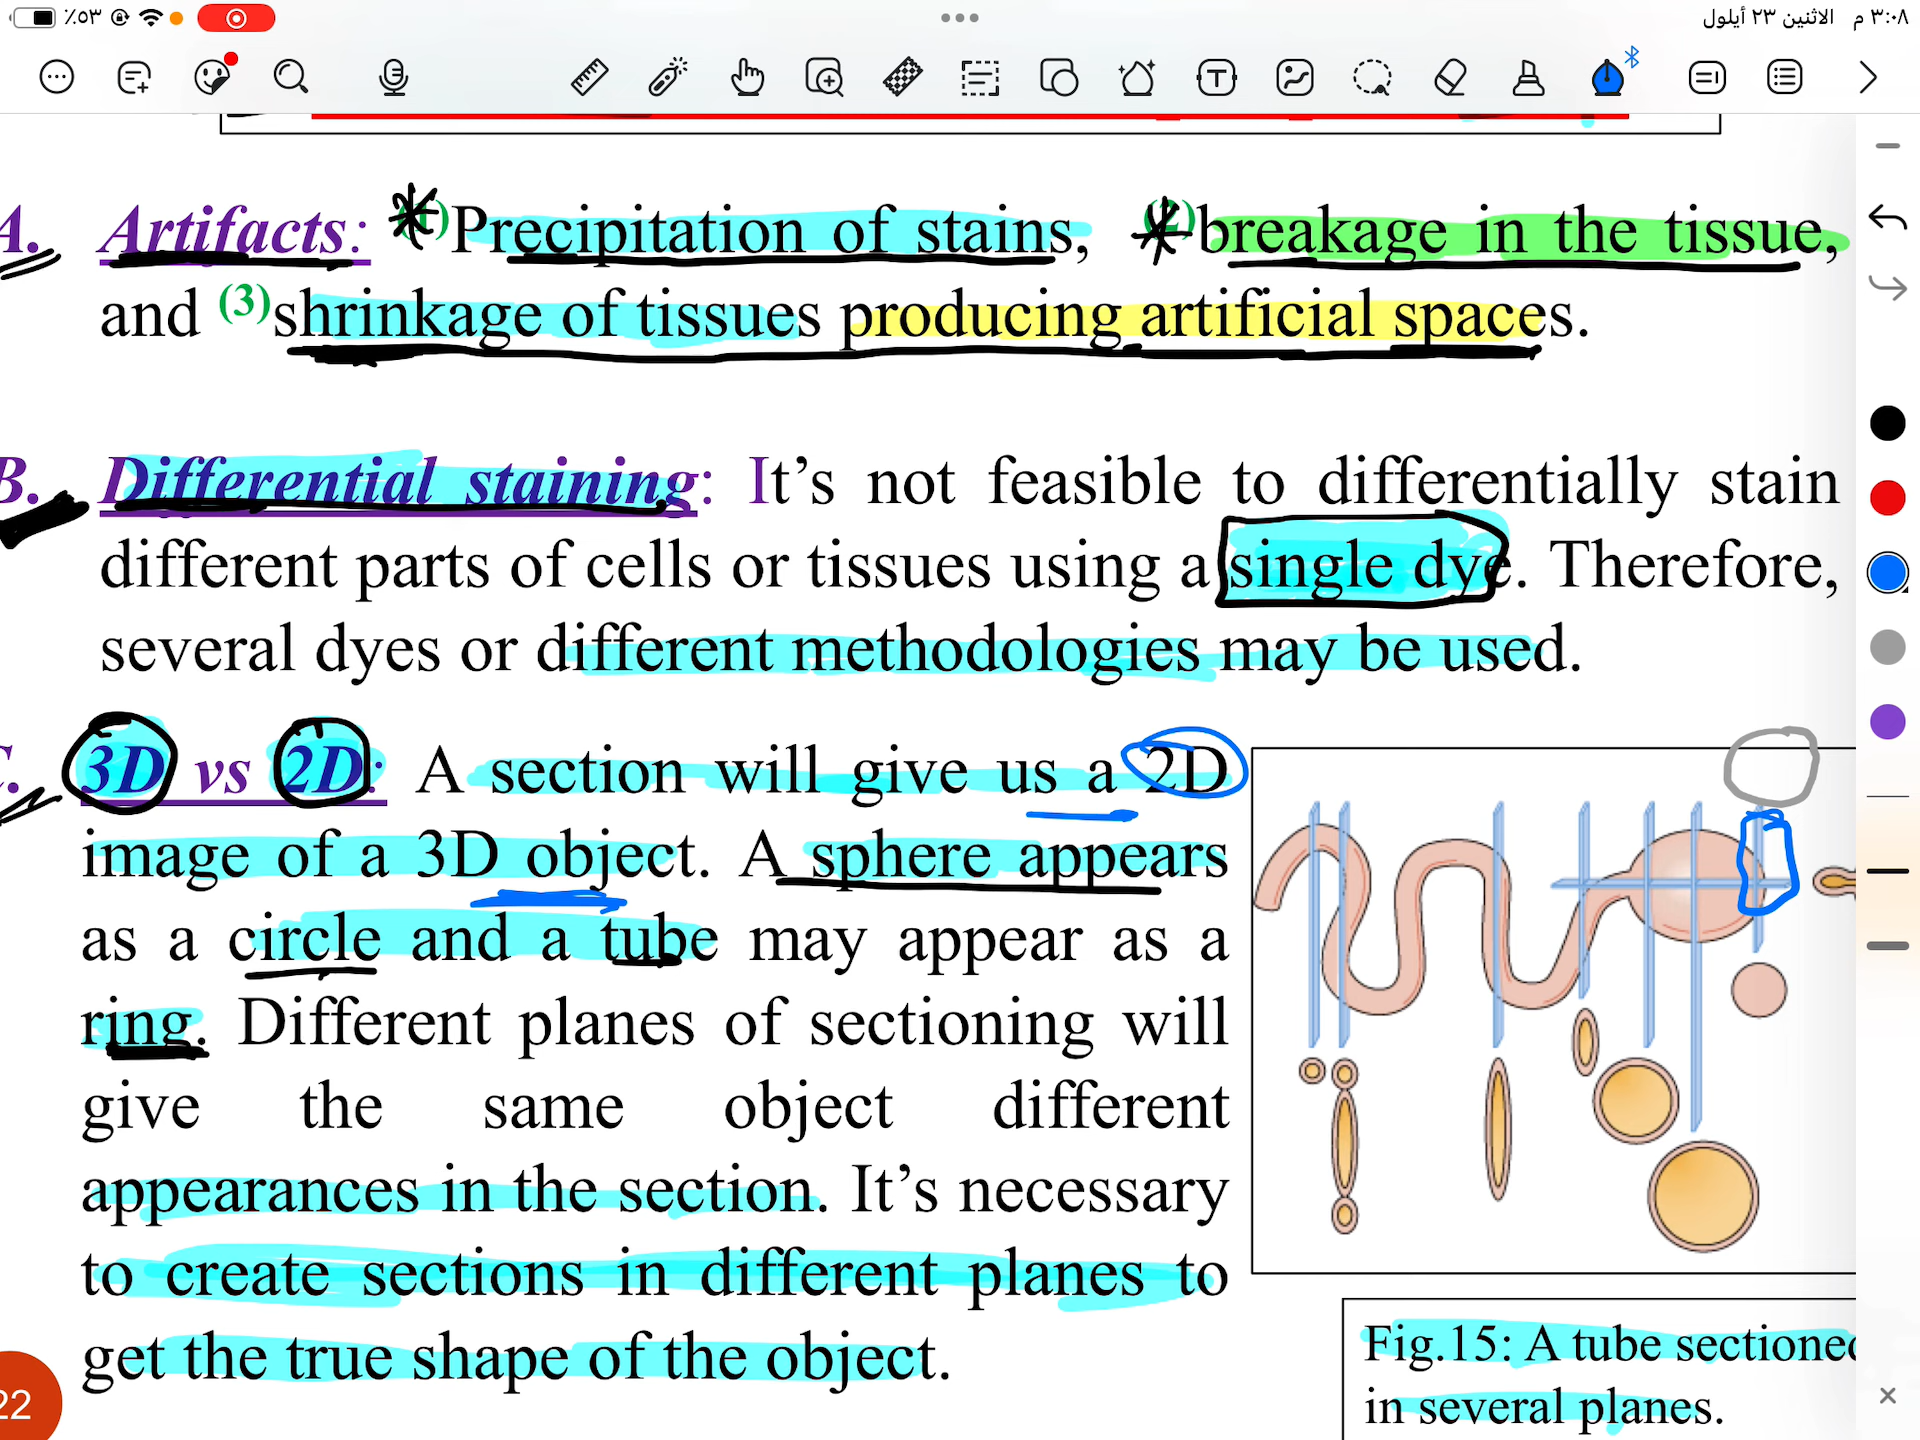 ٪٥٣
٣:٠٨ م الاثنين ٢٣ أيلول
A. Artifacts: Precipitation of stains, (2)breakage in the tissue,
and (3)shrinkage of tissues producing artificial spaces.
B. Differential staining: It’s not feasible to differentially stain
different parts of cells or tissues using a single dye. Therefore,
several dyes or different methodologies may be used.
C. 3D vs 2D: A section will give us a 2D
image of a 3D object. A sphere appears
as a circle and a tube may appear as a
ring. Different planes of sectioning will
give the same object different
appearances in the section. It’s necessary
to create sections in different planes to
get the true shape of the object.
Fig.15: A tube sectioned
in several planes.
22